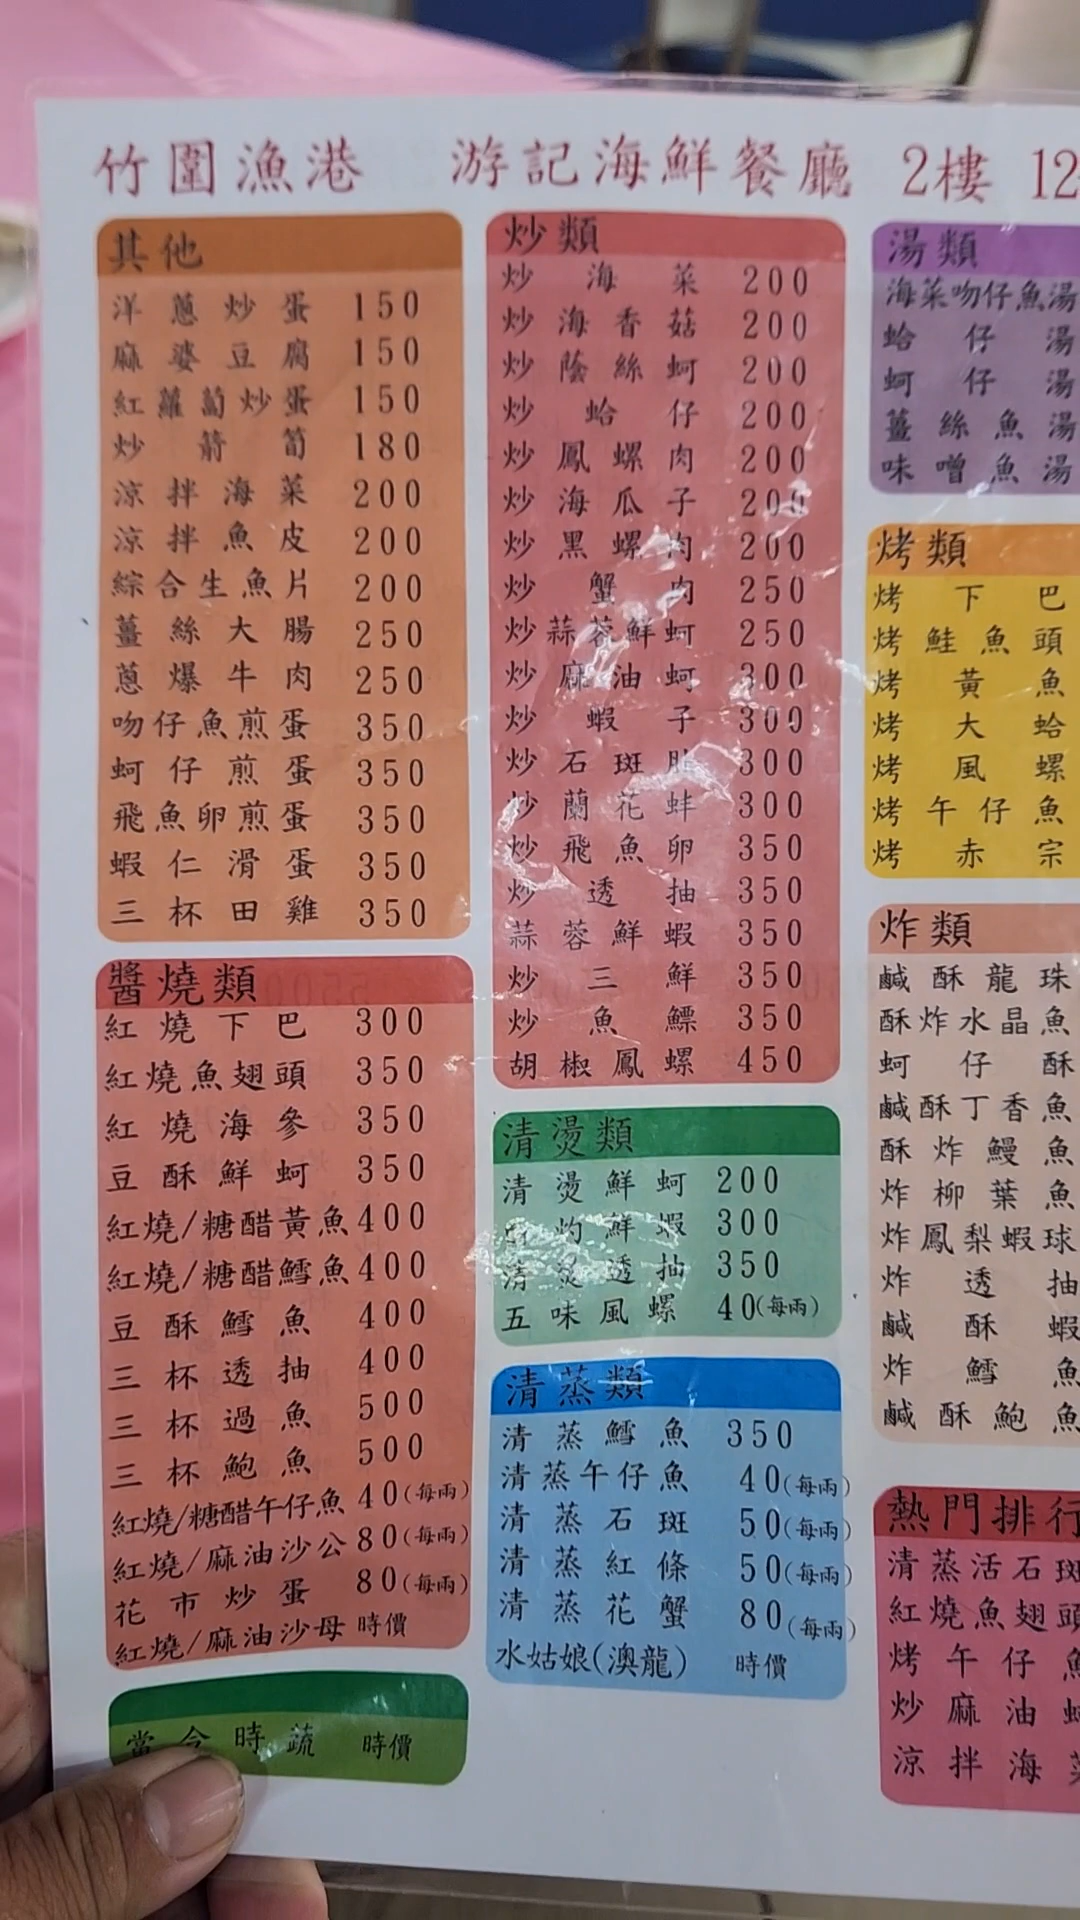 竹圍漁港 游記海鮮餐廳 2樓 12
其他
洋蔥炒蛋 150
麻婆豆腐 150
紅蘿蔔炒蛋 150
炒箭筍 180
涼拌海菜 200
涼拌魚皮 200
綜合生魚片 200
薑絲大腸 250
蔥爆牛肉 250
吻仔魚煎蛋 350
蚵仔煎蛋 350
飛魚卵煎蛋 350
蝦仁滑蛋 350
三杯田雞 350
醬燒類
紅燒下巴 300
紅燒魚翅頭 350
紅燒海參 350
豆酥鮮蚵 350
紅燒/糖醋黃魚 400
紅燒/糖醋鱈魚 400
豆酥鱈魚 400
三杯透抽 400
三杯過魚 500
三杯鮑魚 500
紅燒/糖醋午仔魚 40(每兩)
紅燒/麻油沙公 80(每兩)
花市炒蛋 80(每兩)
紅燒/麻油沙母 時價
當令時蔬 時價
炒類
炒海菜 200
炒海香菇 200
炒蔭絲蚵 200
炒蛤仔 200
炒鳳螺肉 200
炒海瓜子 200
炒黑螺肉 200
炒蟹肉 250
炒蒜蓉鮮蚵 250
炒麻油蚵 300
炒蝦子 300
炒石斑肚 300
炒蘭花蚌 300
炒飛魚卵 350
炒透抽 350
蒜蓉鮮蝦 350
炒三鮮 350
炒魚鰾 350
胡椒鳳螺 450
清燙類
清燙鮮蚵 200
灼鮮蝦 300
清燙透抽 350
五味風螺 40(每兩)
清蒸類
清蒸鱈魚 350
清蒸午仔魚 40(每兩)
清蒸石斑 50(每兩)
清蒸紅條 50(每兩)
清蒸花蟹 80(每兩)
水姑娘(澳龍) 時價
湯類
海菜吻仔魚湯
蛤仔湯
蚵仔湯
薑絲魚湯
味噌魚湯
烤類
烤下巴
烤鮭魚頭
烤黃魚
烤大蛤
烤風螺
烤午仔魚
烤赤宗
炸類
鹹酥龍珠
酥炸水晶魚
蚵仔酥
鹹酥丁香魚
酥炸鰻魚
炸柳葉魚
炸鳳梨蝦球
炸透抽
鹹酥蝦
炸鱈魚
鹹酥鮑魚
熱門排行
清蒸活石斑
紅燒魚翅頭
烤午仔魚
炒麻油蚵
涼拌海菜